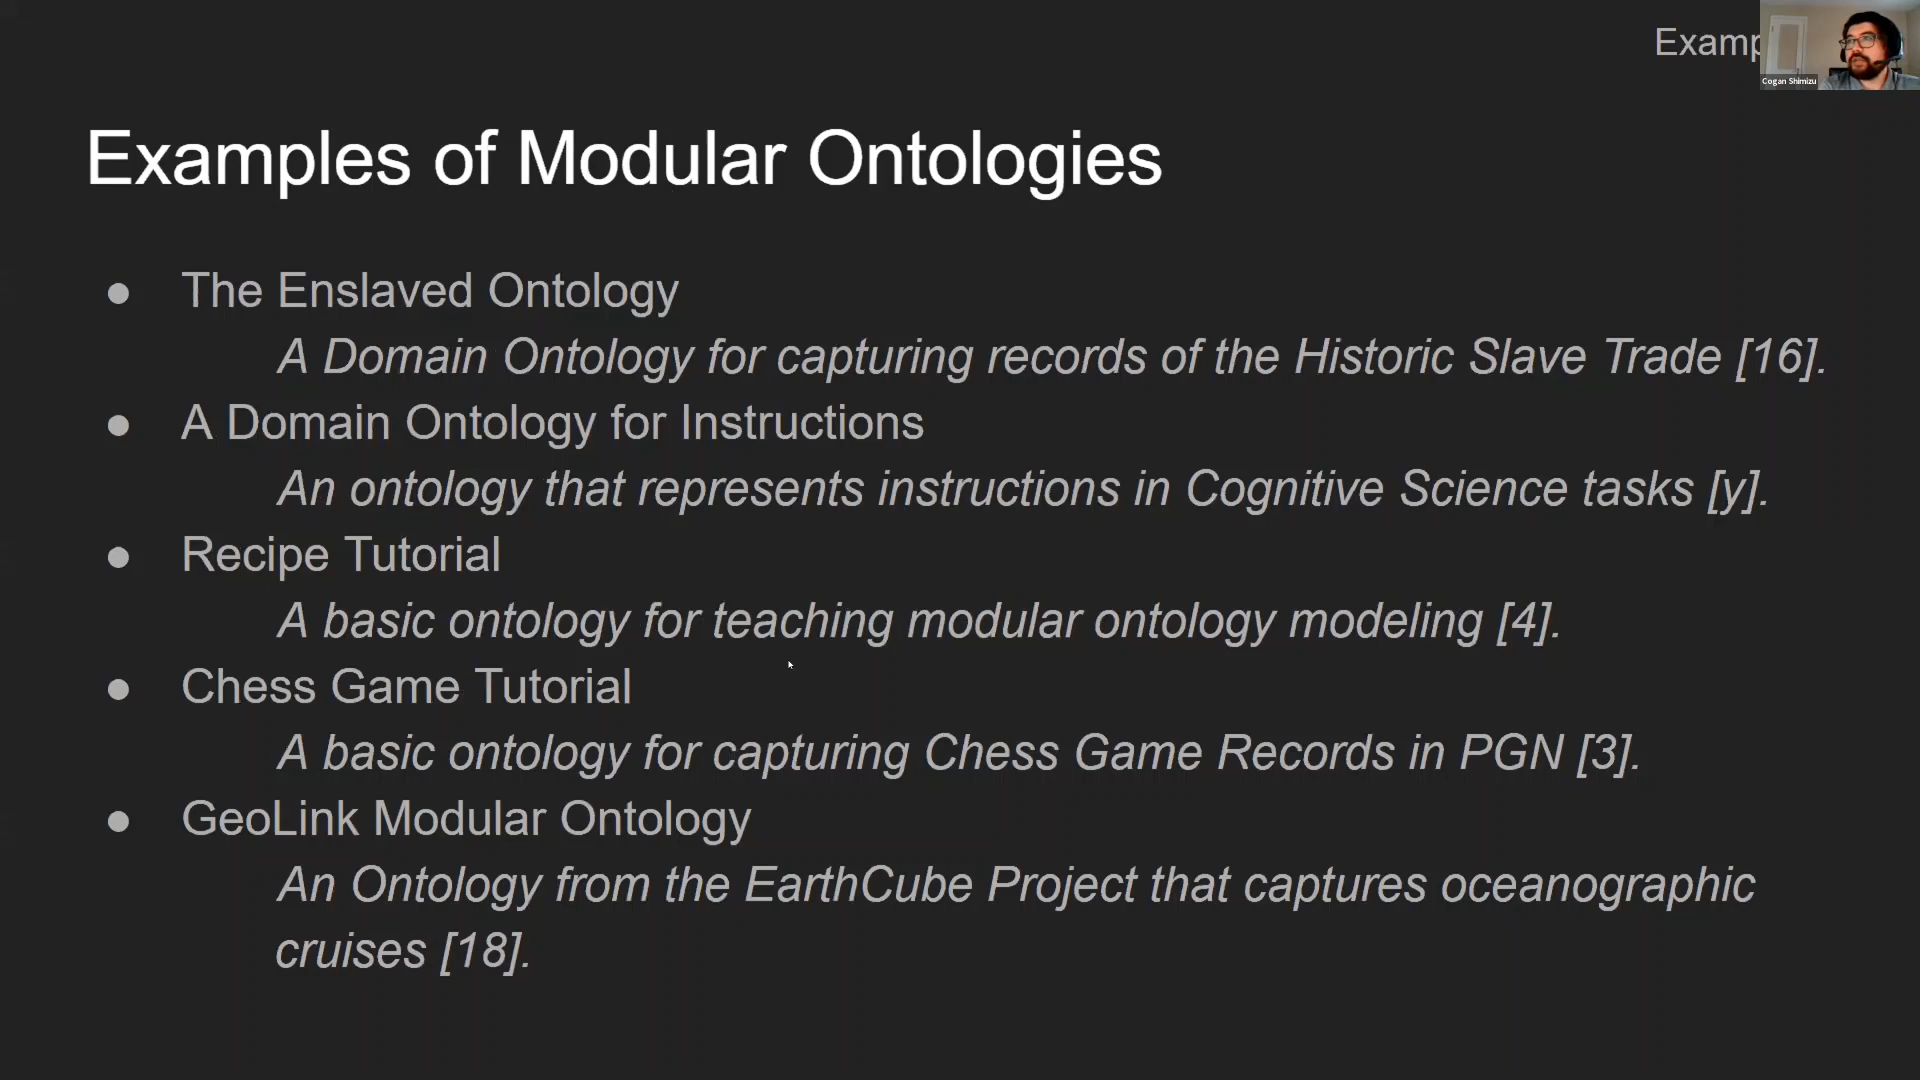 Examp
Cogan Shimizu
Examples of Modular Ontologies
● The Enslaved Ontology
A Domain Ontology for capturing records of the Historic Slave Trade [16].
● A Domain Ontology for Instructions
An ontology that represents instructions in Cognitive Science tasks [y].
● Recipe Tutorial
A basic ontology for teaching modular ontology modeling [4].
● Chess Game Tutorial
A basic ontology for capturing Chess Game Records in PGN [3].
● GeoLink Modular Ontology
An Ontology from the EarthCube Project that captures oceanographic
cruises [18].